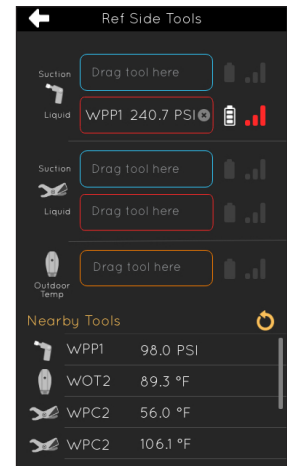 Ref Side Tools
Suction Drag tool here
Liquid WPP1 240.7 PSI
Suction Drag tool here
Liquid Drag tool here
Drag tool here
Outdoor
Temp
Nearby Tools
WPP1 98.0 PSI
WOT2 89.3 °F
WPC2 56.0 °F
WPC2 106.1 °F